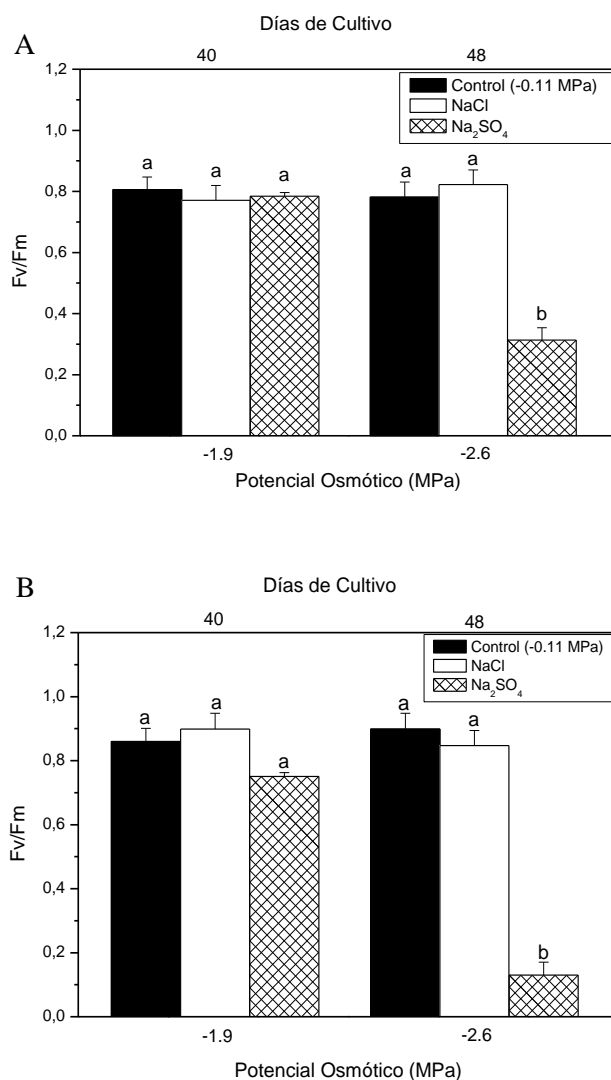 A
Días de Cultivo
40 48
Control (-0.11 MPa)
NaCl
Na₂SO₄
1,2
1,0
0,8
0,6
0,4
0,2
0,0
Fv/Fm
a a a a a b
-1.9 -2.6
Potencial Osmótico (MPa)
B
Días de Cultivo
40 48
Control (-0.11 MPa)
NaCl
Na₂SO₄
1,2
1,0
0,8
0,6
0,4
0,2
0,0
Fv/Fm
a a a a a b
-1.9 -2.6
Potencial Osmótico (MPa)